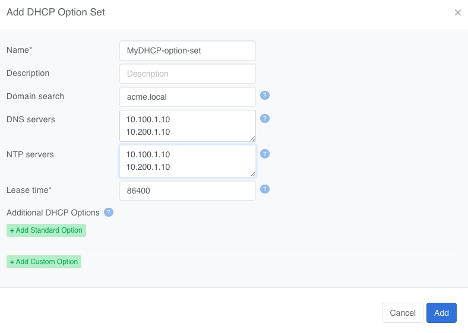 Add DHCP Option Set
×
Name*
MyDHCP-option-set
Description
Description
Domain search
acme.local
?
DNS servers
10.100.1.10
10.200.1.10
?
NTP servers
10.100.1.10
10.200.1.10
?
Lease time*
86400
?
Additional DHCP Options ?
+ Add Standard Option
+ Add Custom Option
Cancel
Add